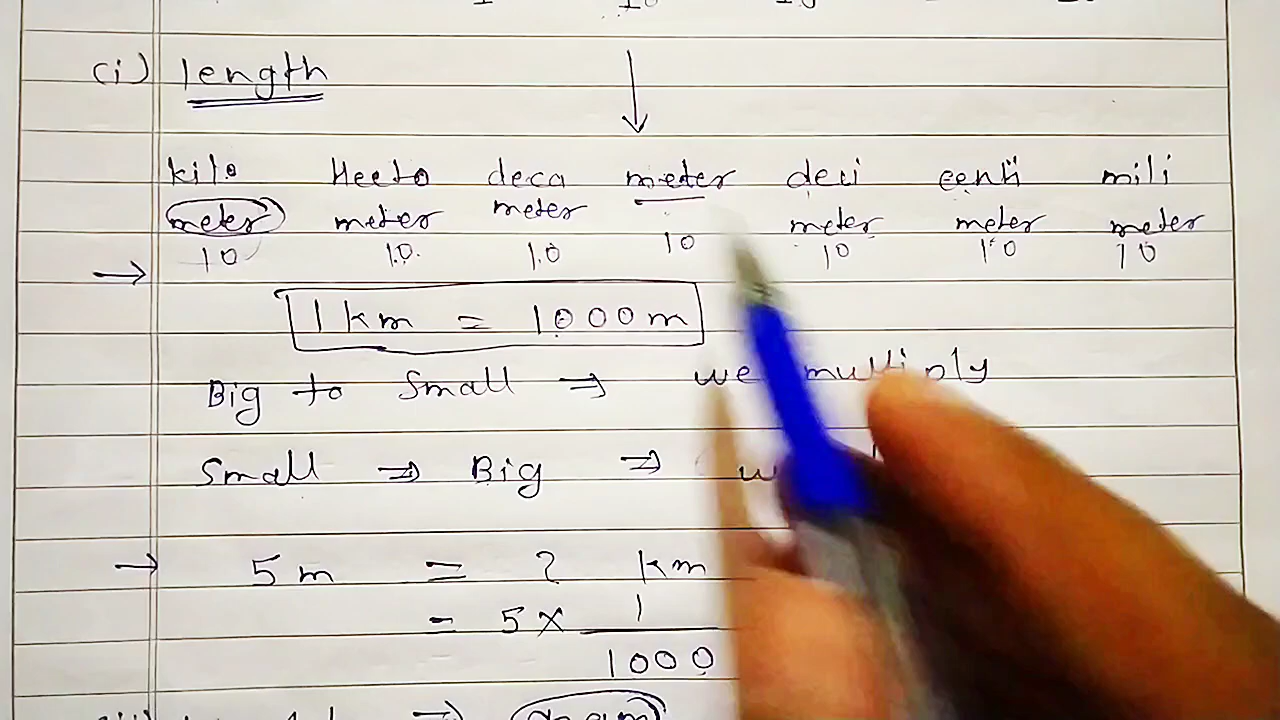 (i) length
kilo Hecto deca meter deci centi mili
meter meter meter meter meter meter
10 10 10 10 10 10 10
→ 1 km = 1000 m
Big to Small ⇒ we multiply
Small ⇒ Big ⇒
→ 5 m = ? km
= 5 × 1
1000